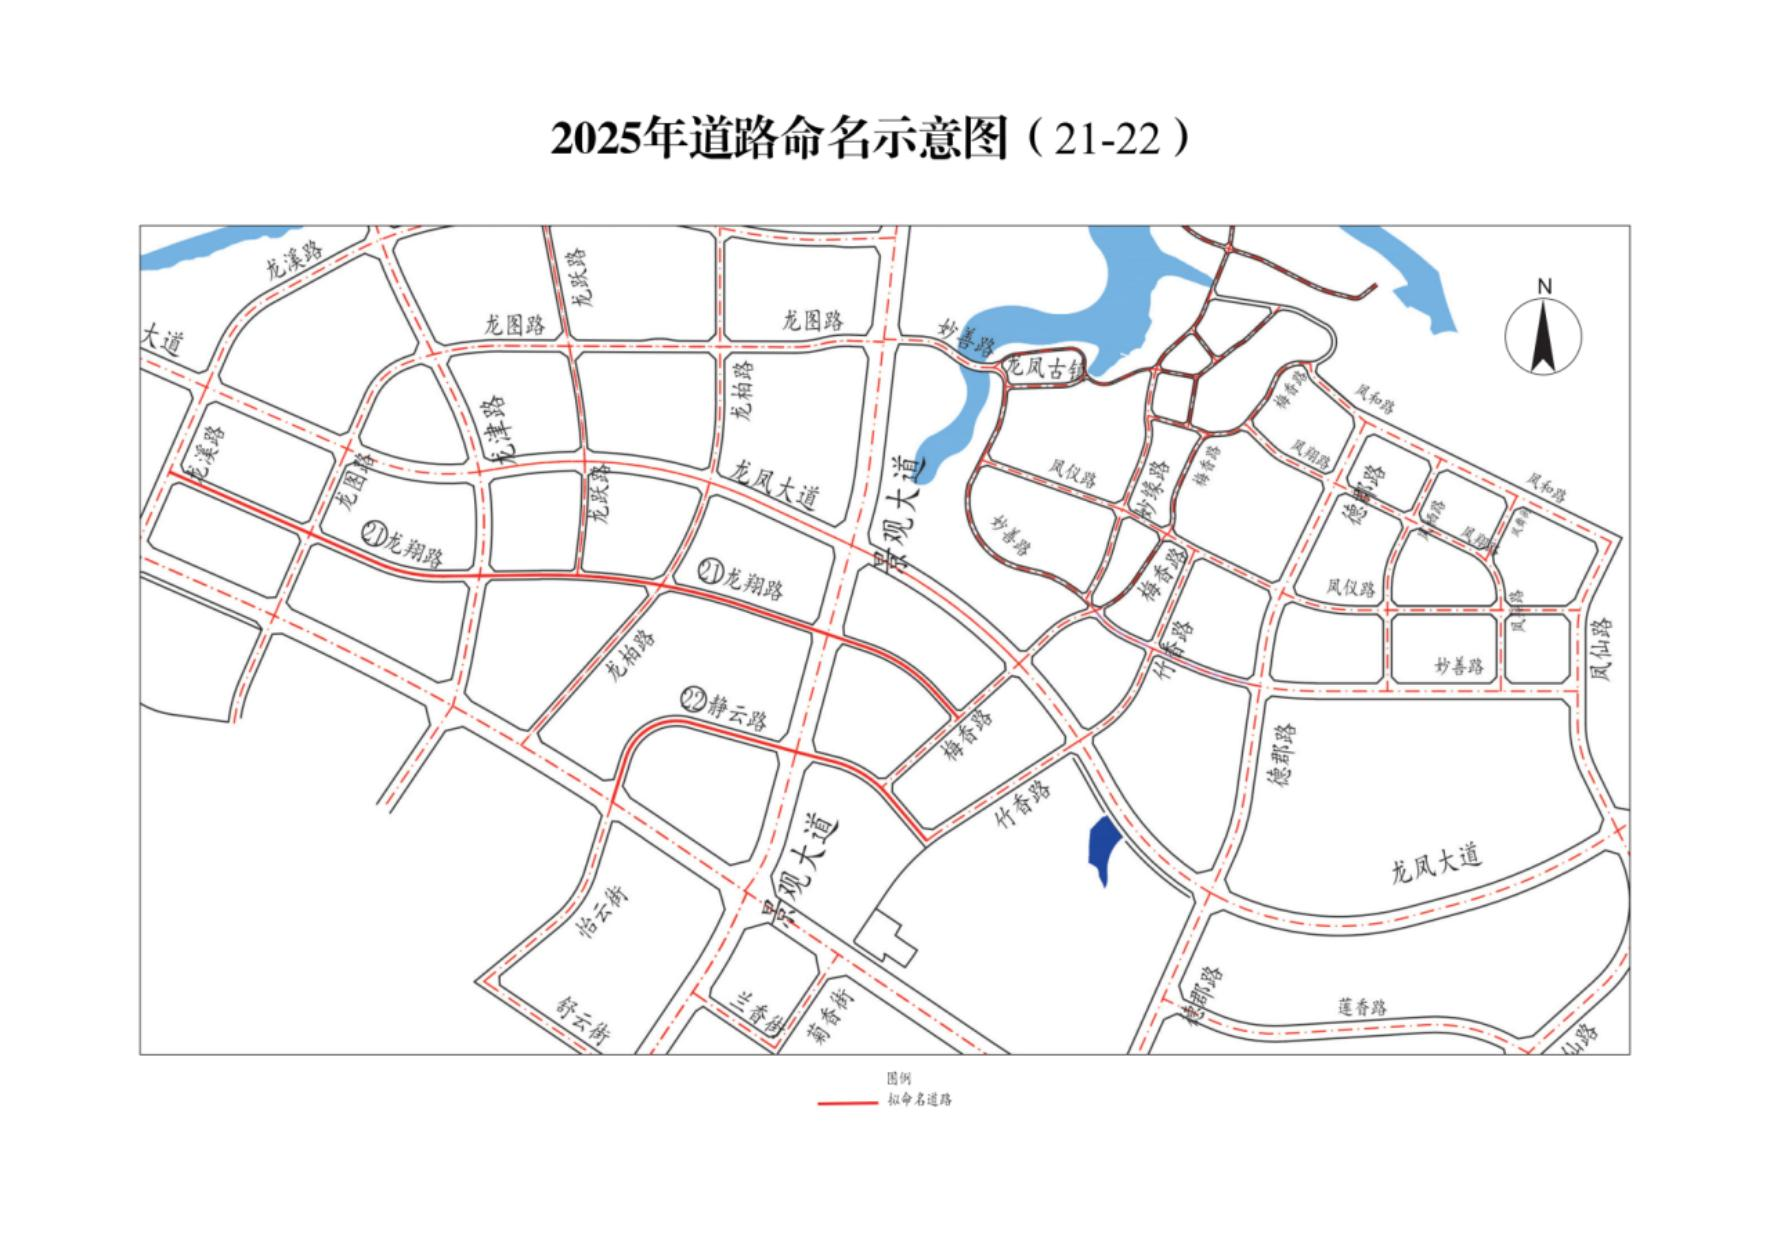 2025年道路命名示意图（21-22）
龙溪路
龙跃路
龙图路
龙图路
妙善路
大道
龙凤古镇
N
龙柏路
梅香路
凤和路
龙津路
龙溪路
龙图路
龙跃路
龙凤大道
景观大道
凤仪路
妙缘路
梅香路
凤翔路
德郡路
凤和路
妙善路
㉑龙翔路
㉑龙翔路
梅香路
凤仪路
龙柏路
竹香路
妙善路
凤仙路
㉒静云路
梅香路
德郡路
竹香路
景观大道
龙凤大道
怡云街
德郡路
舒云街
兰香街
菊香街
莲香路
仙路
图例
拟命名道路